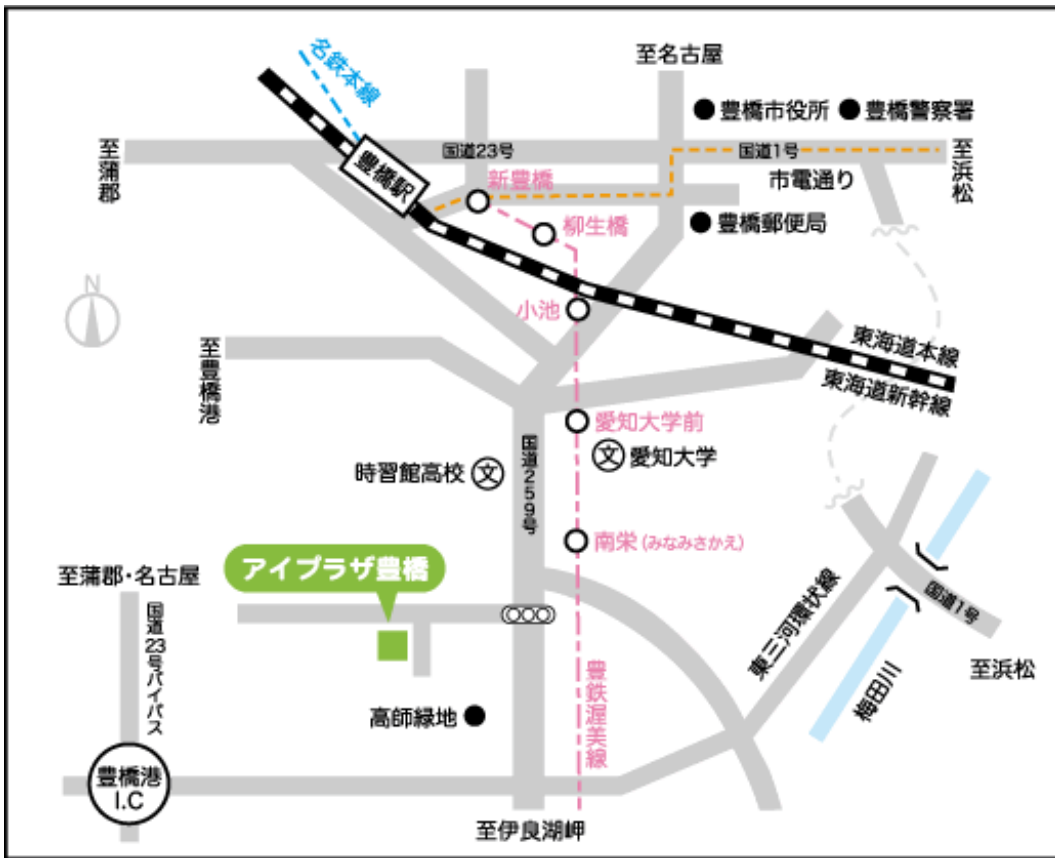 名鉄本線
至名古屋
豊橋市役所
豊橋警察署
至蒲郡
国道23号
国道1号
至浜松
豊橋駅
新豊橋
市電通り
柳生橋
豊橋郵便局
N
小池
至豊橋港
東海道本線
東海道新幹線
愛知大学前
国道259号
時習館高校
文
文
愛知大学
南栄(みなみさかえ)
アイプラザ豊橋
至蒲郡・名古屋
国道23号バイパス
東三河環状線
国道1号
至浜松
梅田川
高師緑地
豊鉄渥美線
豊橋港
I.C
至伊良湖岬